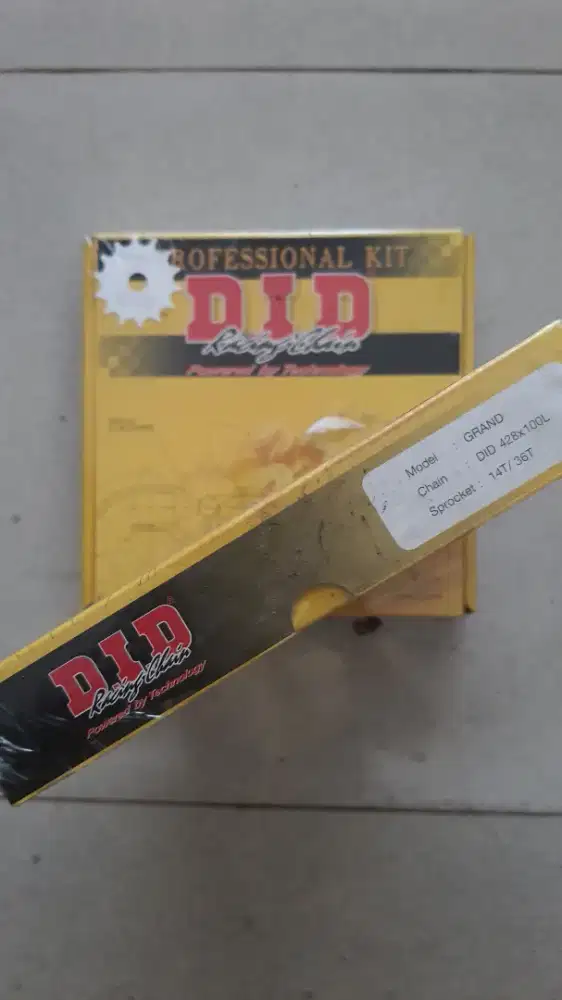 PROFESSIONAL KIT
DID
Racing Chain
Powered by Technology
Model : GRAND
Chain : DID 428x100L
Sprocket : 14T/ 36T
DID®
Racing Chain
Powered by Technology